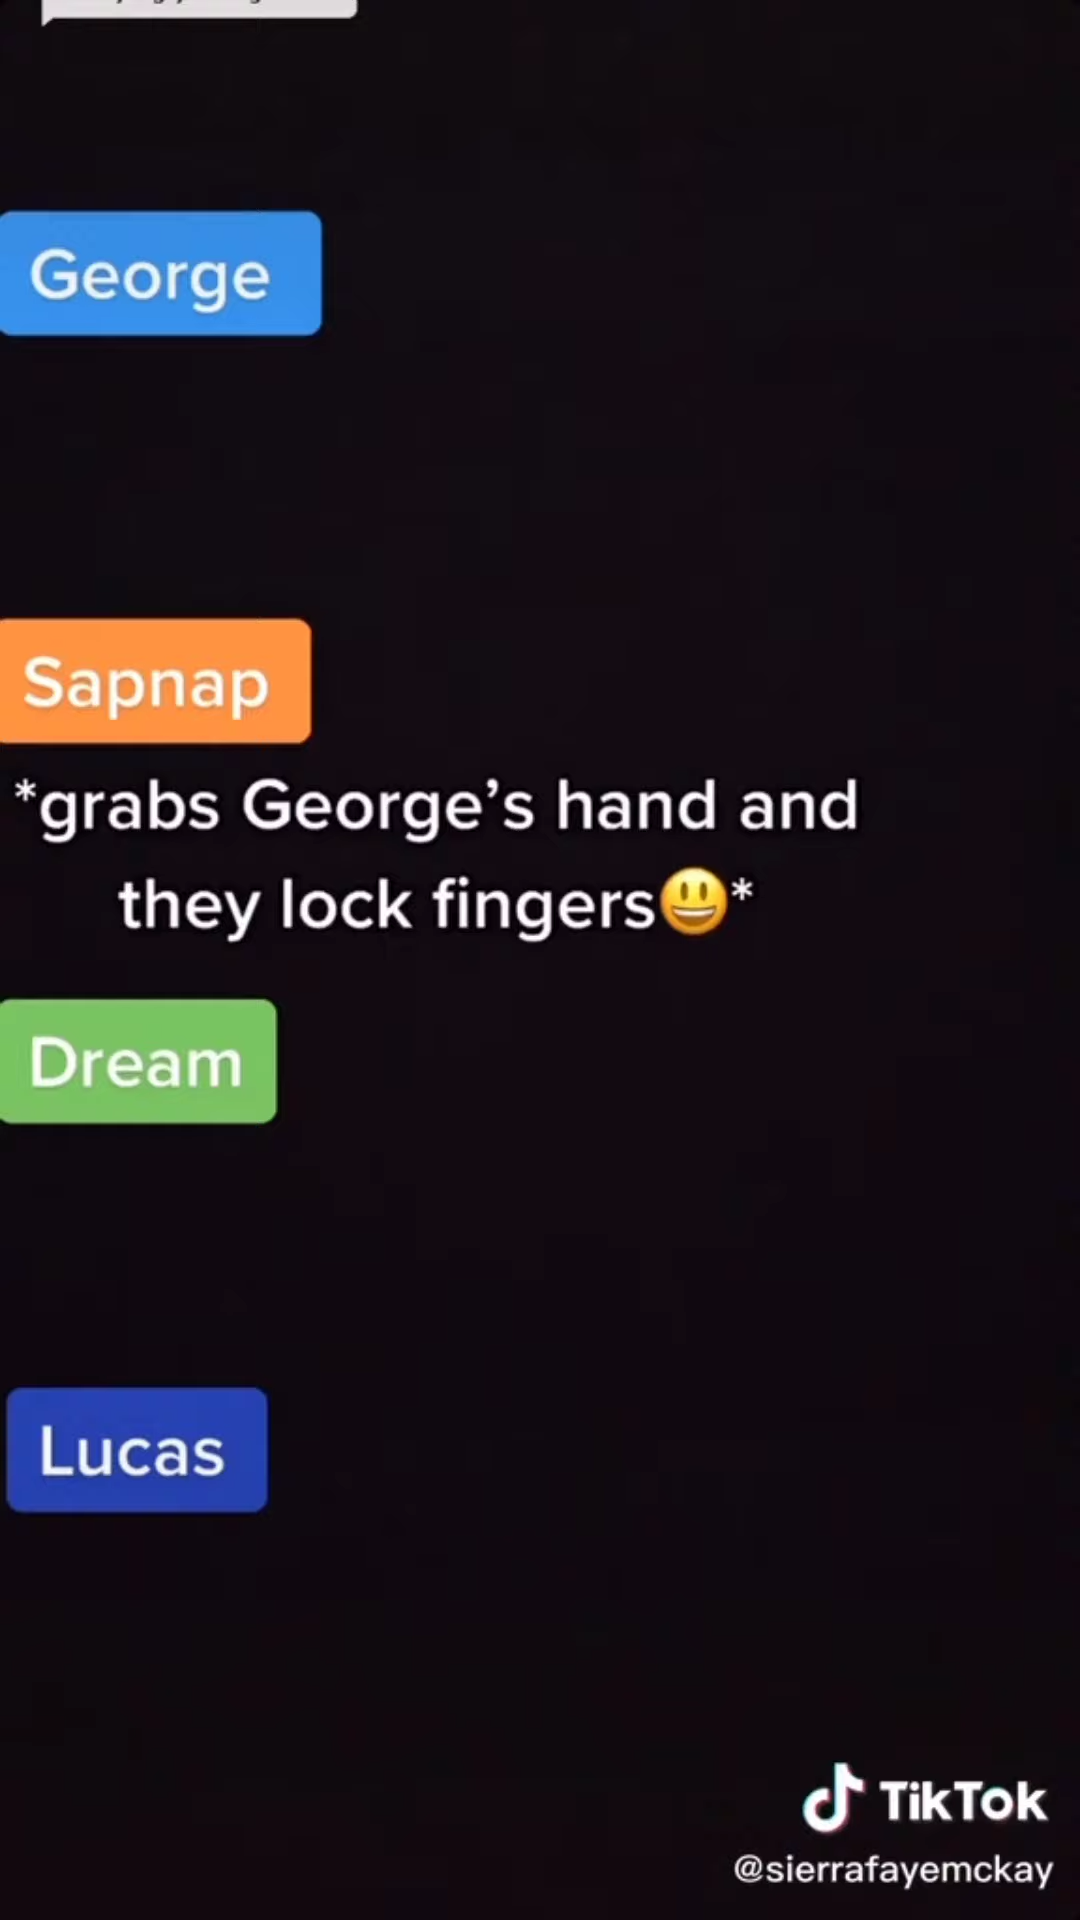 George
Sapnap
*grabs George’s hand and
they lock fingers😃*
Dream
Lucas
TikTok
@sierrafayemckay